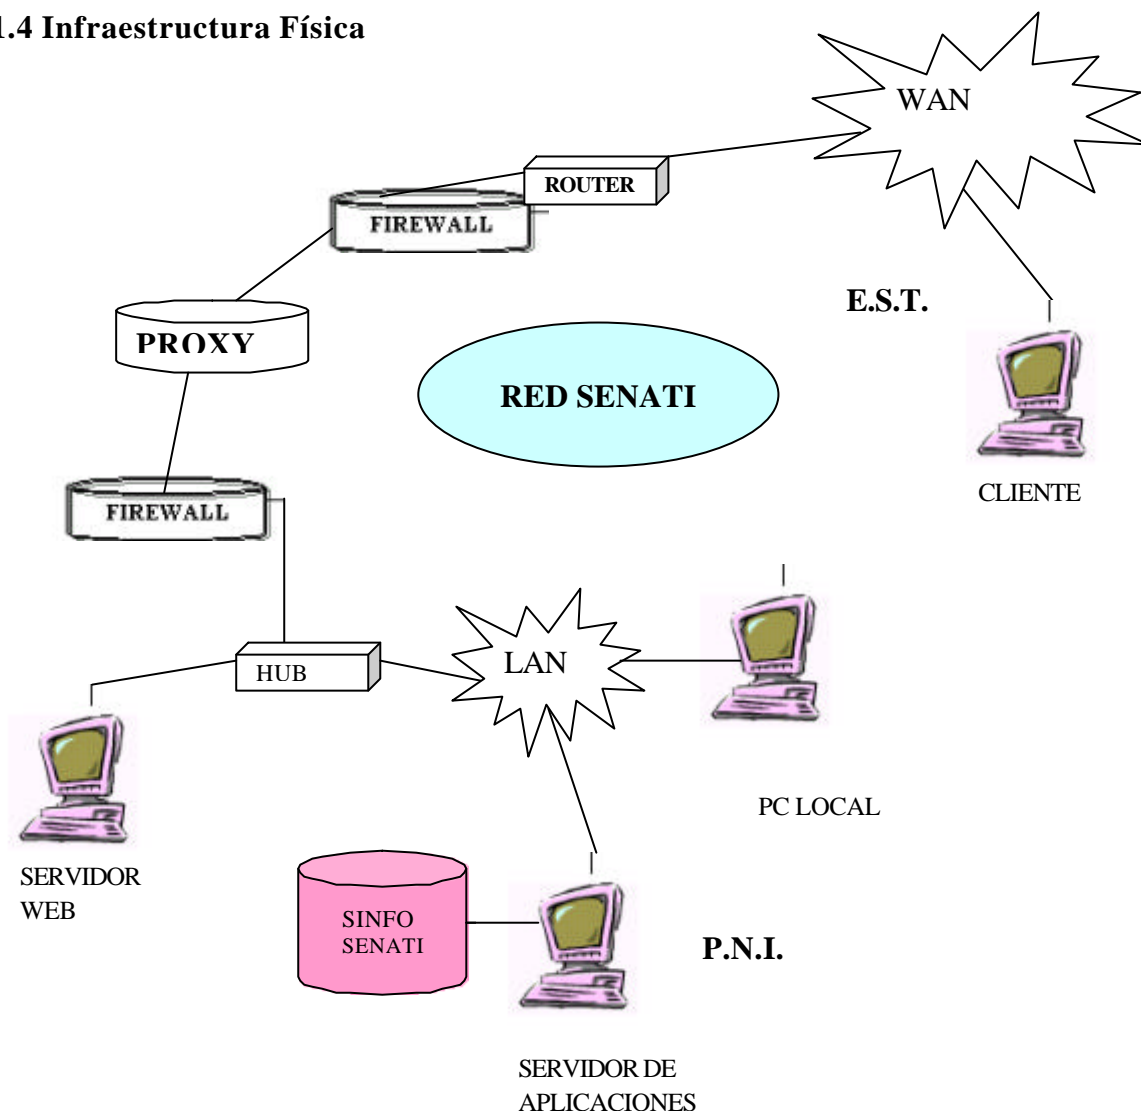 1.4 Infraestructura Física
WAN
ROUTER
FIREWALL
E.S.T.
PROXY
RED SENATI
CLIENTE
FIREWALL
LAN
HUB
PC LOCAL
SERVIDOR
WEB
SINFO
SENATI
P.N.I.
SERVIDOR DE
APLICACIONES